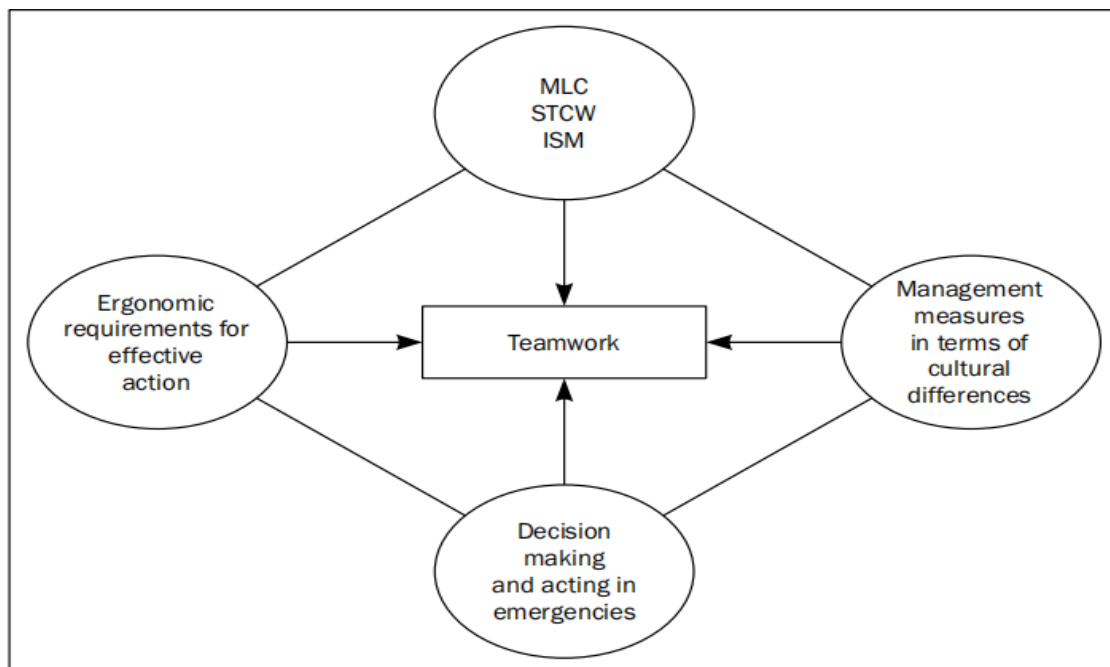 MLC
STCW
ISM
Ergonomic
requirements for
effective
action
Teamwork
Management
measures
in terms of
cultural
differences
Decision
making
and acting in
emergencies